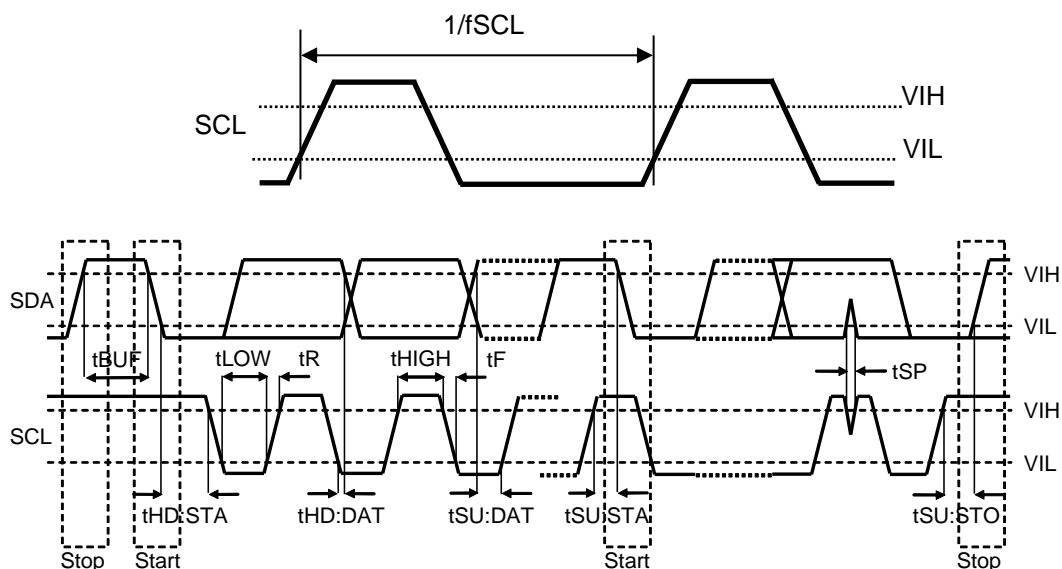 1/fSCL
VIH
SCL
VIL
VIH
SDA
VIL
tBUF tLOW tR tHIGH tF
tSP
VIH
SCL
VIL
tHD:STA tHD:DAT tSU:DAT tSU:STA tSU:STO
Stop Start Start Stop